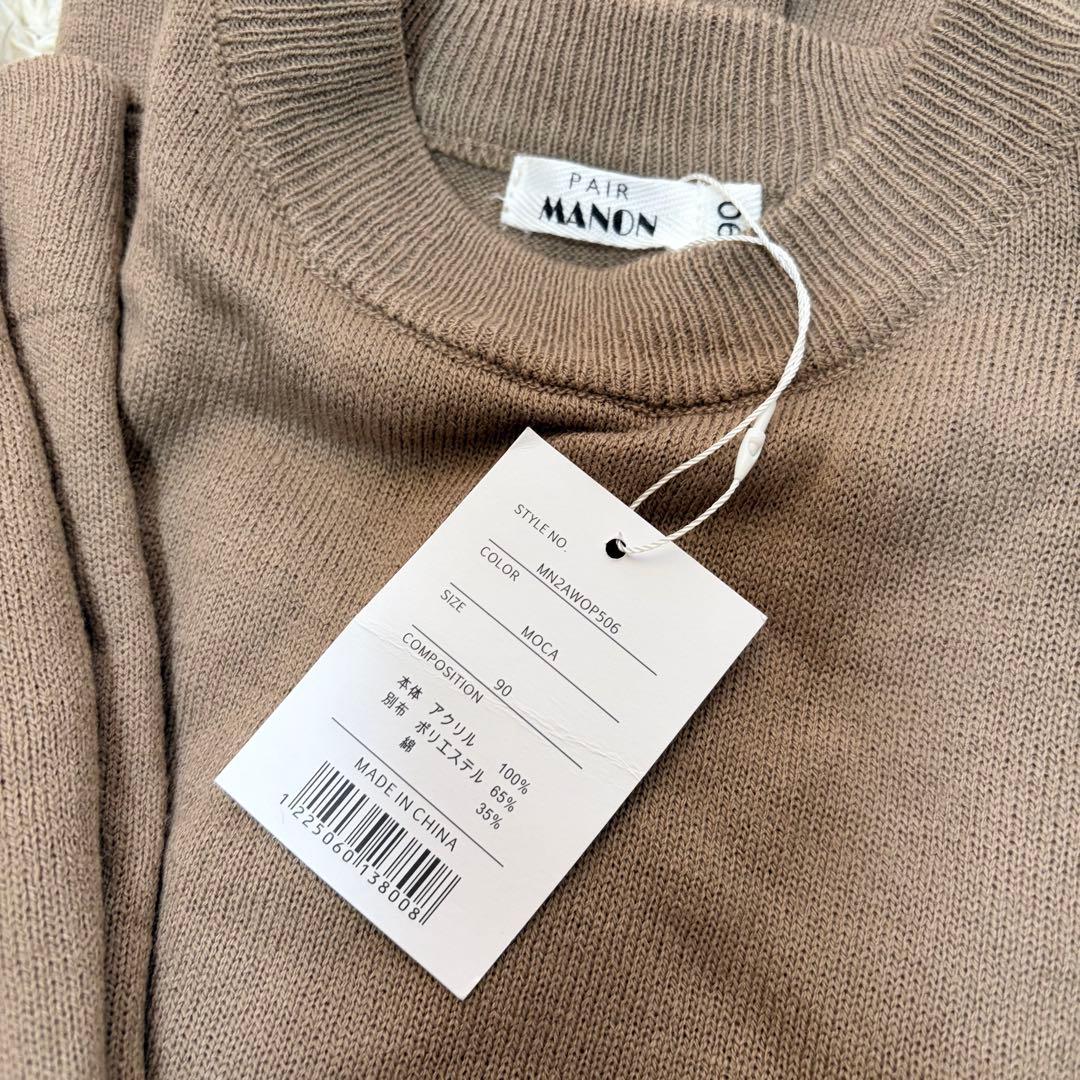 PAIR
MANON
90
STYLE NO.
MN2AWOP506
COLOR
MOCA
SIZE
90
COMPOSITION
本体 アクリル 100%
別布 ポリエステル 65%
綿 35%
MADE IN CHINA
1225060138008